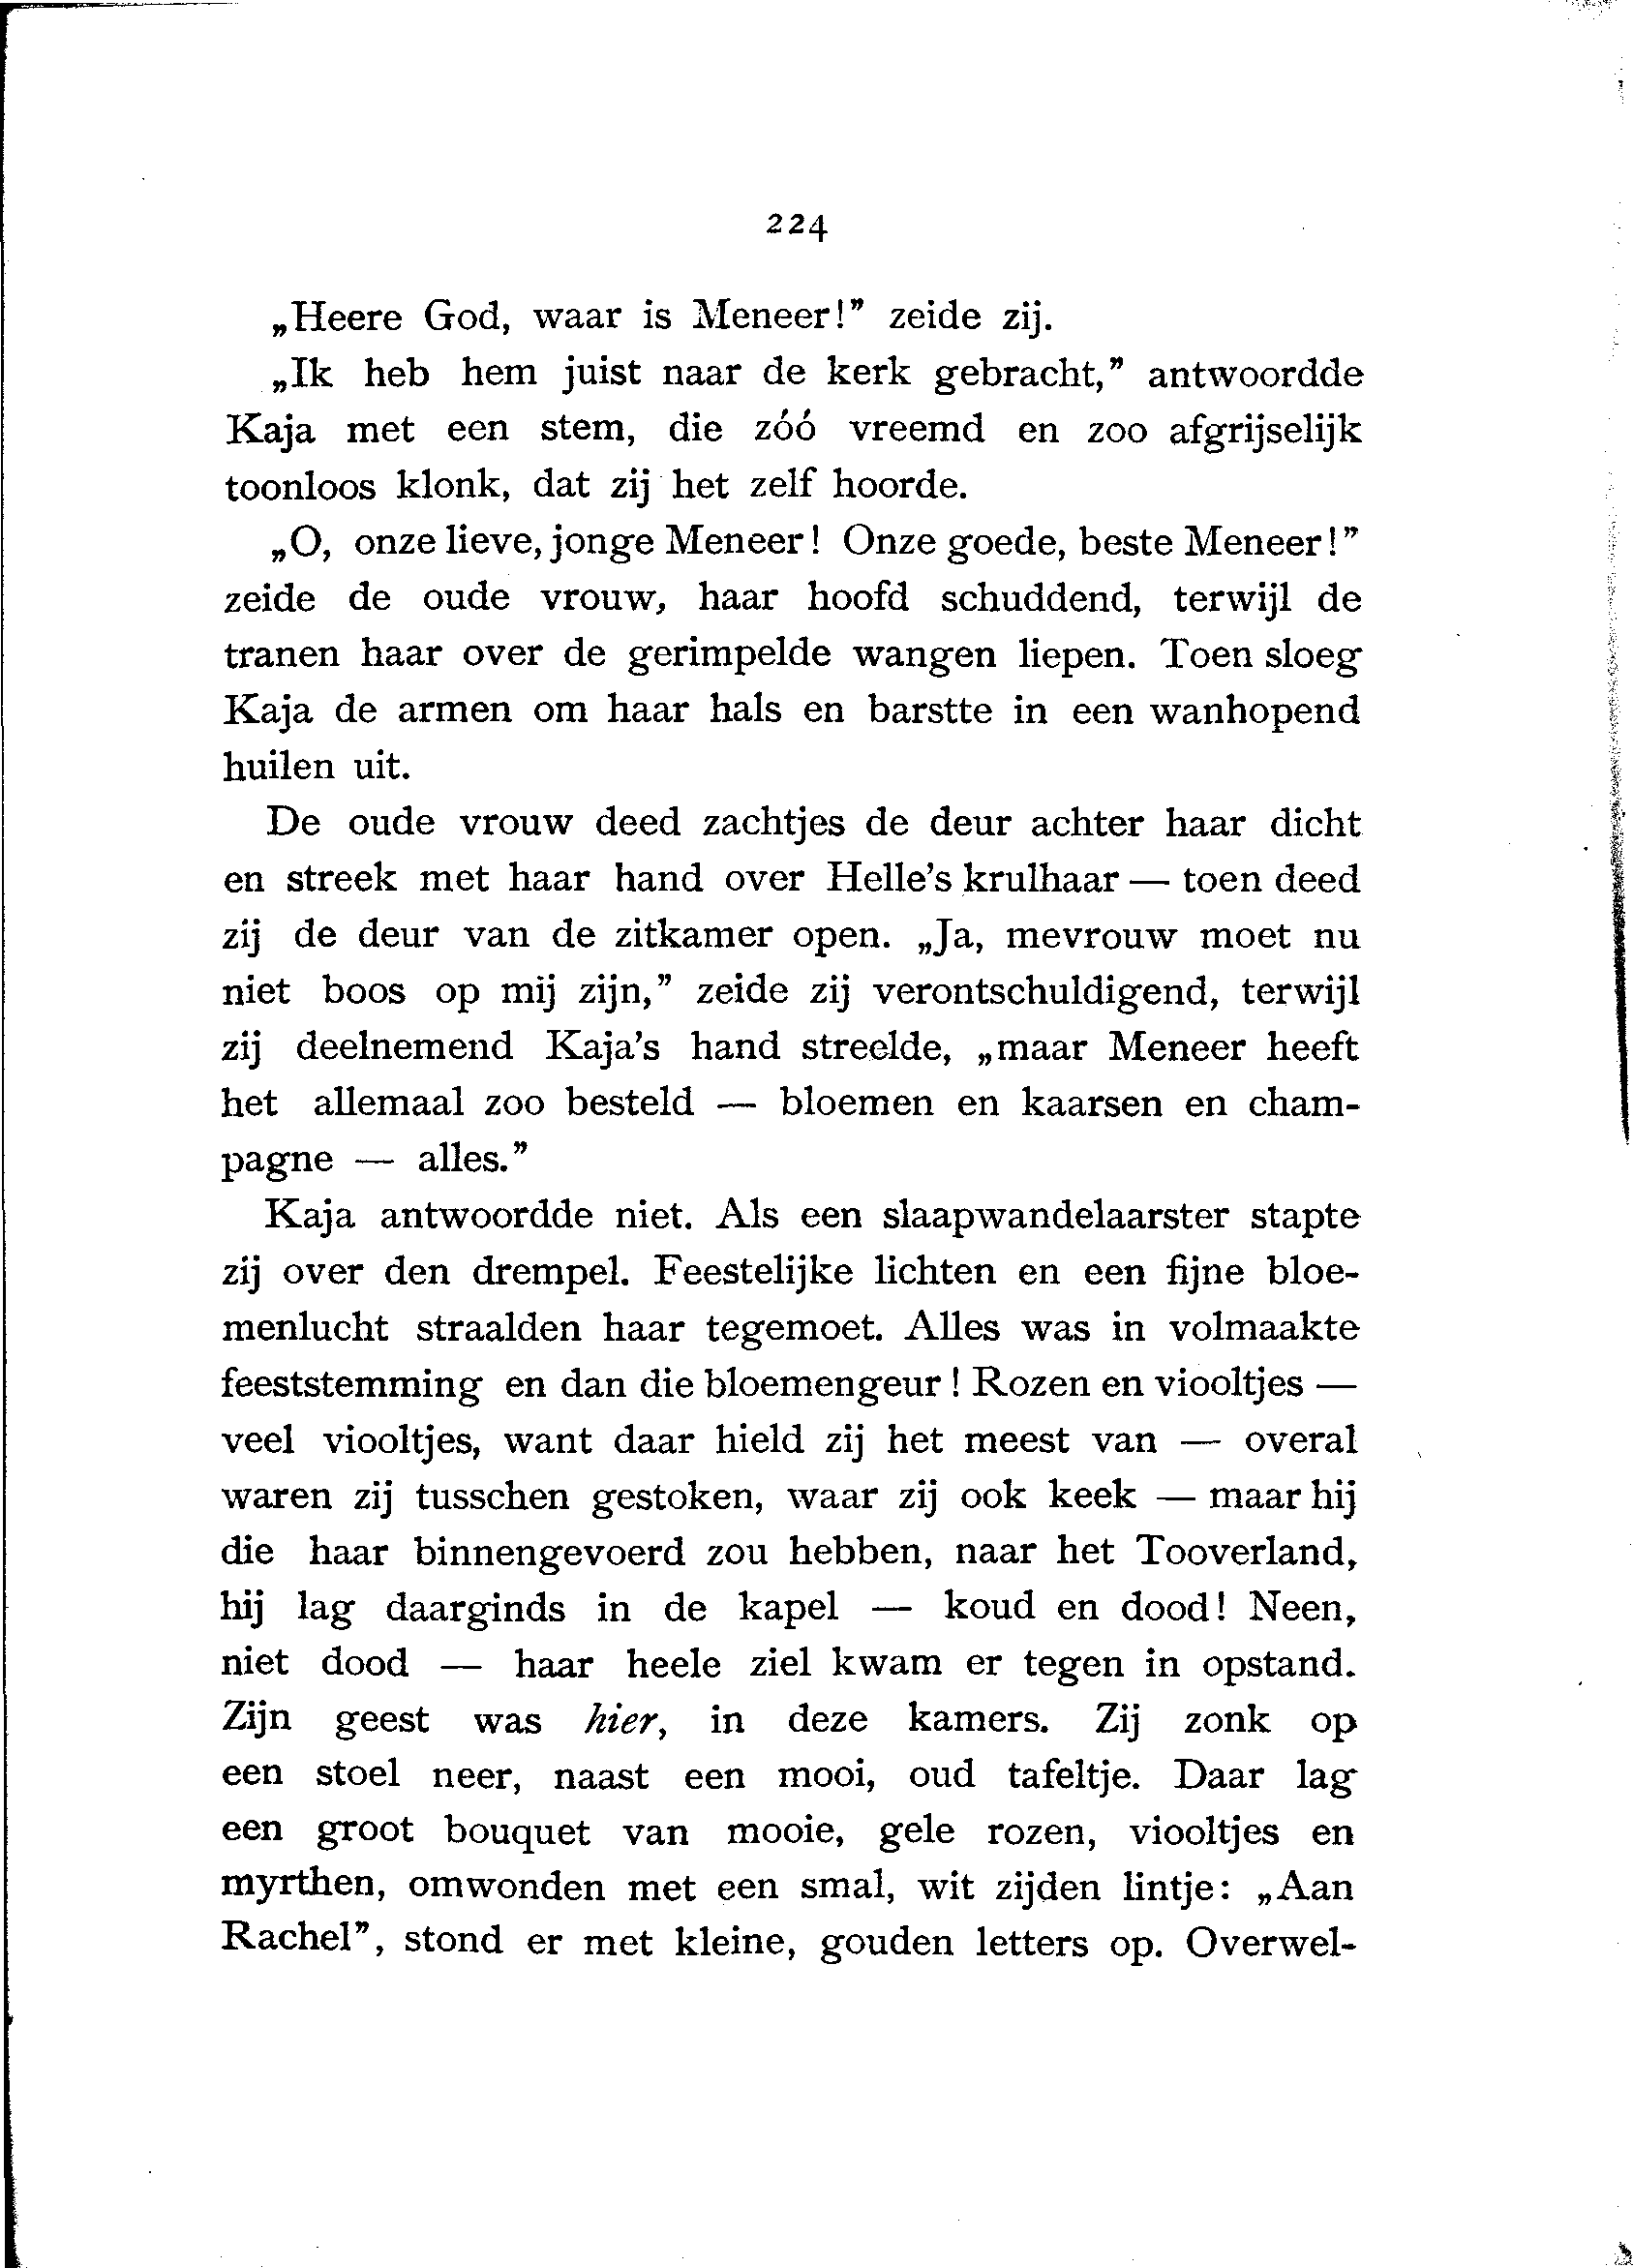 224
„Heere God, waar is Meneer!” zeide zij.
„Ik heb hem juist naar de kerk gebracht,” antwoordde
Kaja met een stem, die zóó vreemd en zoo afgrijselijk
toonloos klonk, dat zij het zelf hoorde.
„O, onze lieve, jonge Meneer! Onze goede, beste Meneer!”
zeide de oude vrouw, haar hoofd schuddend, terwijl de
tranen haar over de gerimpelde wangen liepen. Toen sloeg
Kaja de armen om haar hals en barstte in een wanhopend
huilen uit.
De oude vrouw deed zachtjes de deur achter haar dicht
en streek met haar hand over Helle's krulhaar — toen deed
zij de deur van de zitkamer open. „Ja, mevrouw moet nu
niet boos op mij zijn,” zeide zij verontschuldigend, terwijl
zij deelnemend Kaja's hand streelde, „maar Meneer heeft
het allemaal zoo besteld — bloemen en kaarsen en cham-
pagne — alles.”
Kaja antwoordde niet. Als een slaapwandelaarster stapte
zij over den drempel. Feestelijke lichten en een fijne bloe-
menlucht straalden haar tegemoet. Alles was in volmaakte
feeststemming en dan die bloemengeur! Rozen en viooltjes —
veel viooltjes, want daar hield zij het meest van — overal
waren zij tusschen gestoken, waar zij ook keek — maar hij
die haar binnengevoerd zou hebben, naar het Tooverland,
hij lag daarginds in de kapel — koud en dood! Neen,
niet dood — haar heele ziel kwam er tegen in opstand.
Zijn geest was hier, in deze kamers. Zij zonk op
een stoel neer, naast een mooi, oud tafeltje. Daar lag
een groot bouquet van mooie, gele rozen, viooltjes en
myrthen, omwonden met een smal, wit zijden lintje: „Aan
Rachel”, stond er met kleine, gouden letters op. Overwel-